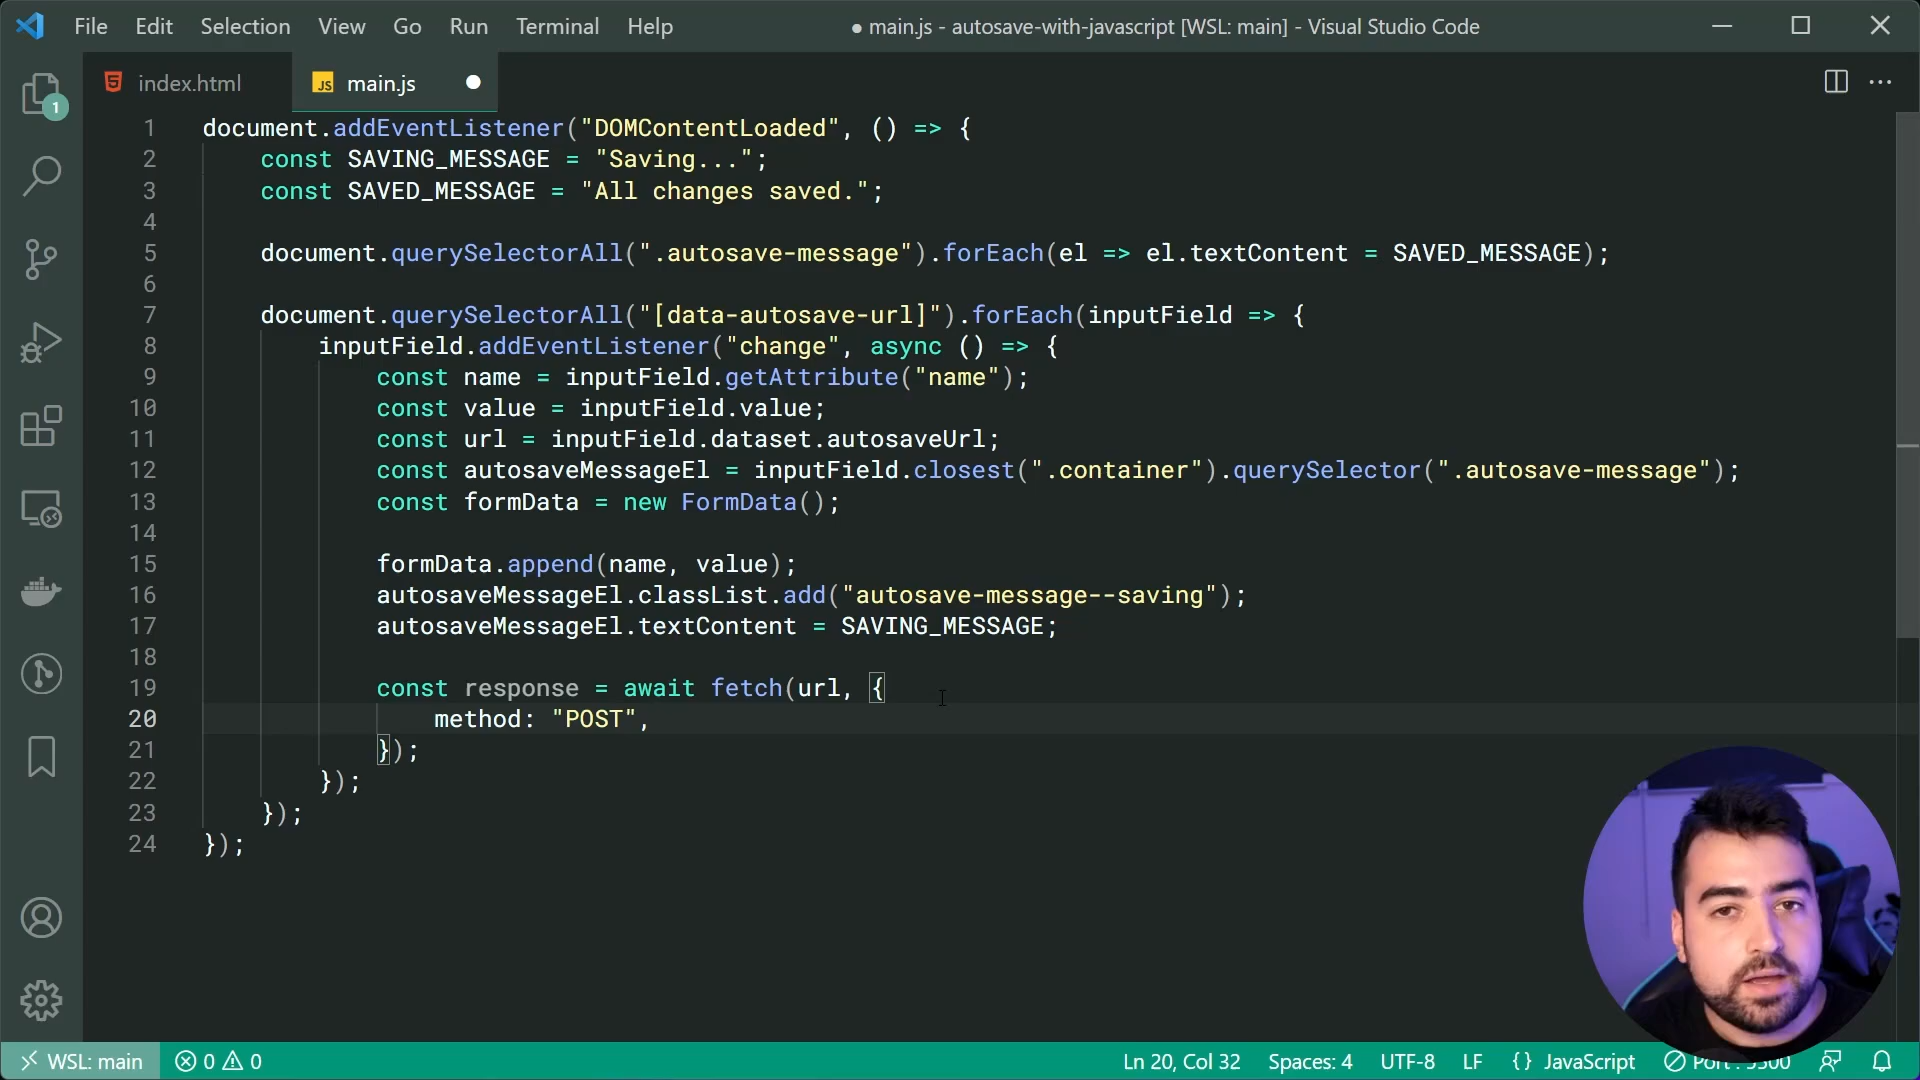 File Edit Selection View Go Run Terminal Help ● main.js - autosave-with-javascript [WSL: main] - Visual Studio Code
index.html JS main.js
1
1 document.addEventListener("DOMContentLoaded", () => {
2 const SAVING_MESSAGE = "Saving...";
3 const SAVED_MESSAGE = "All changes saved.";
4
5 document.querySelectorAll(".autosave-message").forEach(el => el.textContent = SAVED_MESSAGE);
6
7 document.querySelectorAll("[data-autosave-url]").forEach(inputField => {
8 inputField.addEventListener("change", async () => {
9 const name = inputField.getAttribute("name");
10 const value = inputField.value;
11 const url = inputField.dataset.autosaveUrl;
12 const autosaveMessageEl = inputField.closest(".container").querySelector(".autosave-message");
13 const formData = new FormData();
14
15 formData.append(name, value);
16 autosaveMessageEl.classList.add("autosave-message--saving");
17 autosaveMessageEl.textContent = SAVING_MESSAGE;
18
19 const response = await fetch(url, {
20 method: "POST",
21 });
22 });
23 });
24 });
WSL: main 0 0 Ln 20, Col 32 Spaces: 4 UTF-8 LF {} JavaScript Port :